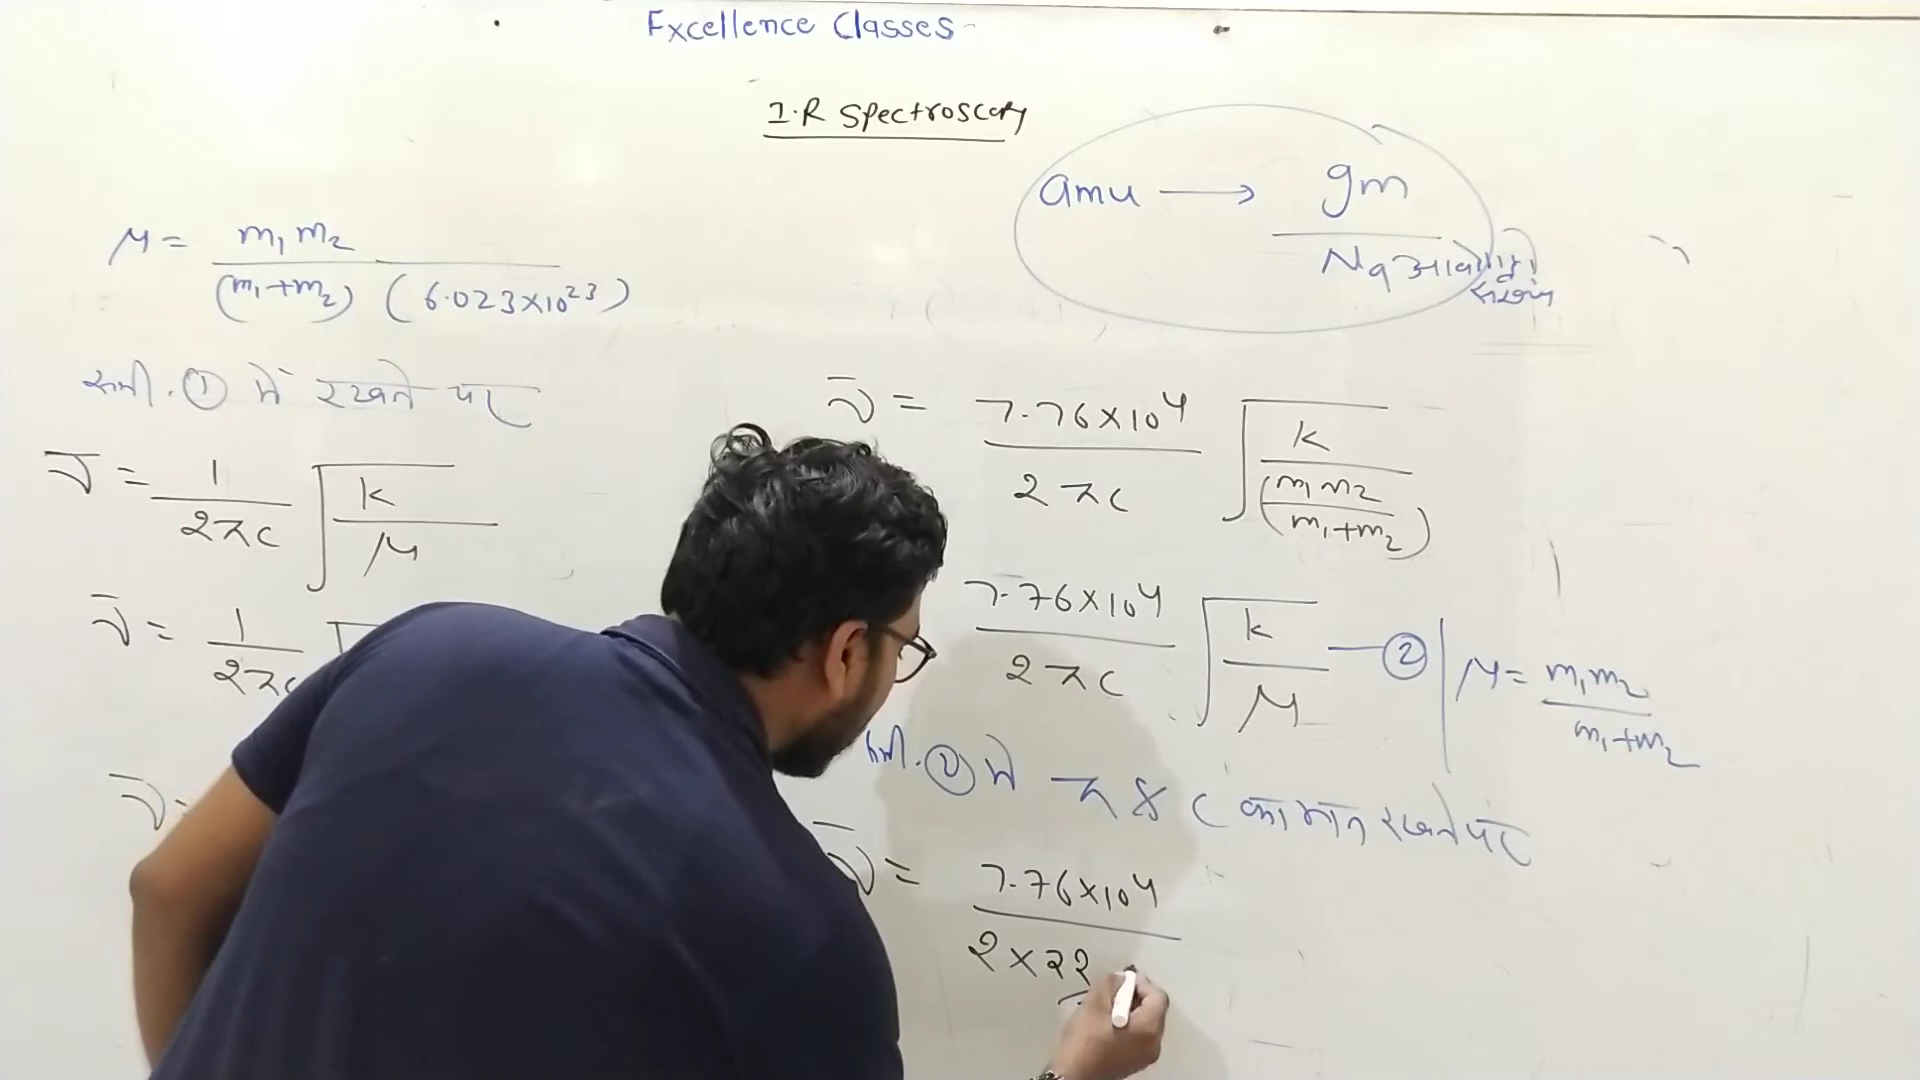 Excellence Classes
I.R Spectroscopy
amu → gm / Na आवोगाद्रो संख्या
μ = m₁m₂ / (m₁+m₂) (6.023×10²³)
समी. ① में रखने पर
ν̄ = 1/2πc √(k/μ)
ν̄ = 1/2πc √
ν̄ =
ν̄ = 7.76×10⁴ / 2πc √(k / (m₁m₂ / m₁+m₂))
7.76×10⁴ / 2πc √(k/μ) — ② | μ = m₁m₂ / m₁+m₂
समी. ② में π & C का मान रखने पर
ν̄ = 7.76×10⁴ / 2×22